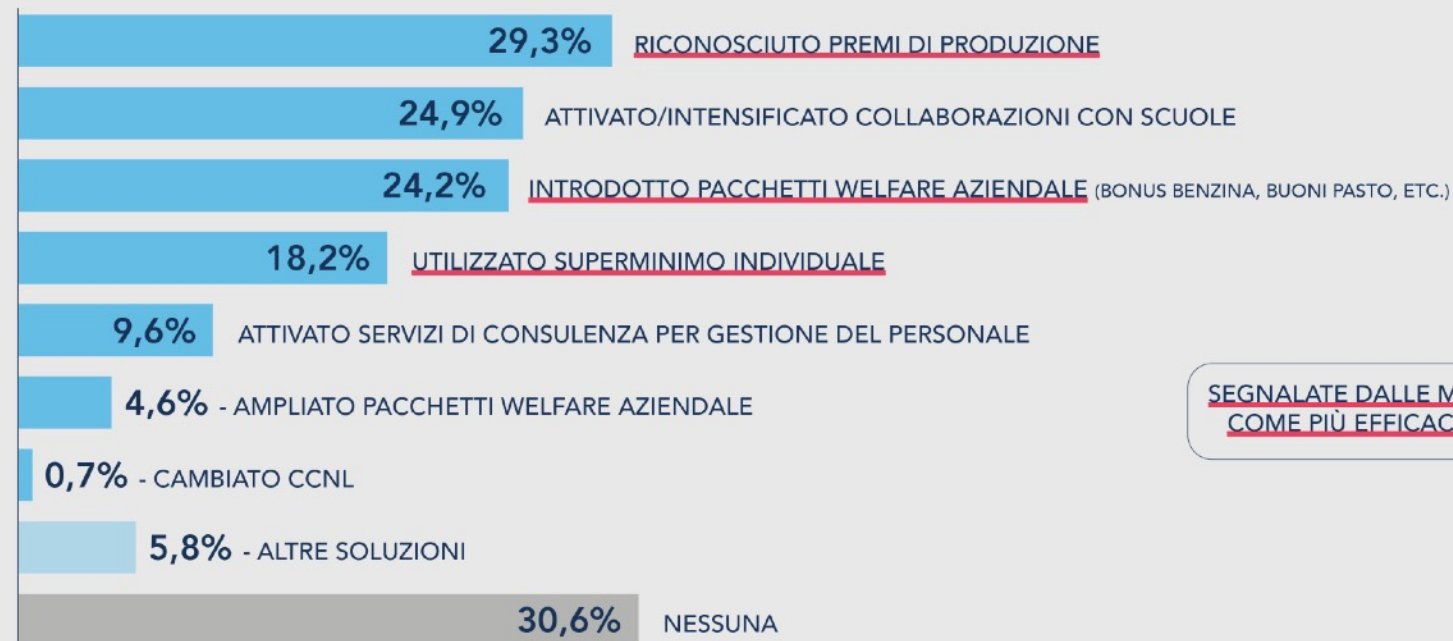 29,3% RICONOSCIUTO PREMI DI PRODUZIONE
24,9% ATTIVATO/INTENSIFICATO COLLABORAZIONI CON SCUOLE
24,2% INTRODOTTO PACCHETTI WELFARE AZIENDALE (BONUS BENZINA, BUONI PASTO, ETC.)
18,2% UTILIZZATO SUPERMINIMO INDIVIDUALE
9,6% ATTIVATO SERVIZI DI CONSULENZA PER GESTIONE DEL PERSONALE
4,6% - AMPLIATO PACCHETTI WELFARE AZIENDALE
SEGNALATE DALLE
COME PIÙ
0,7% - CAMBIATO CCNL
5,8% - ALTRE SOLUZIONI
30,6% NESSUNA